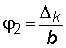 φ₂ = Δₖ / b